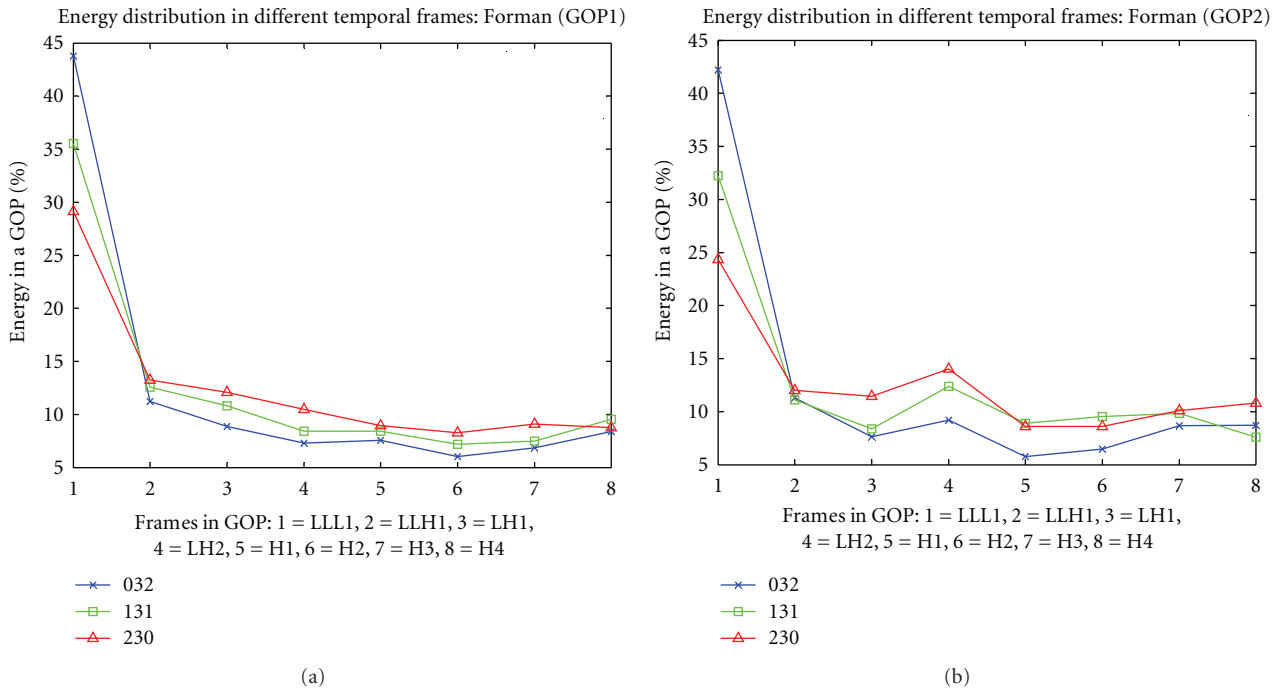 Energy distribution in different temporal frames: Forman (GOP1)
45
40
35
30
25
20
15
10
5
Energy in a GOP (%)
1 2 3 4 5 6 7 8
Frames in GOP: 1 = LLL1, 2 = LLH1, 3 = LH1,
4 = LH2, 5 = H1, 6 = H2, 7 = H3, 8 = H4
032
131
230
(a)
Energy distribution in different temporal frames: Forman (GOP2)
45
40
35
30
25
20
15
10
5
Energy in a GOP (%)
1 2 3 4 5 6 7 8
Frames in GOP: 1 = LLL1, 2 = LLH1, 3 = LH1,
4 = LH2, 5 = H1, 6 = H2, 7 = H3, 8 = H4
032
131
230
(b)